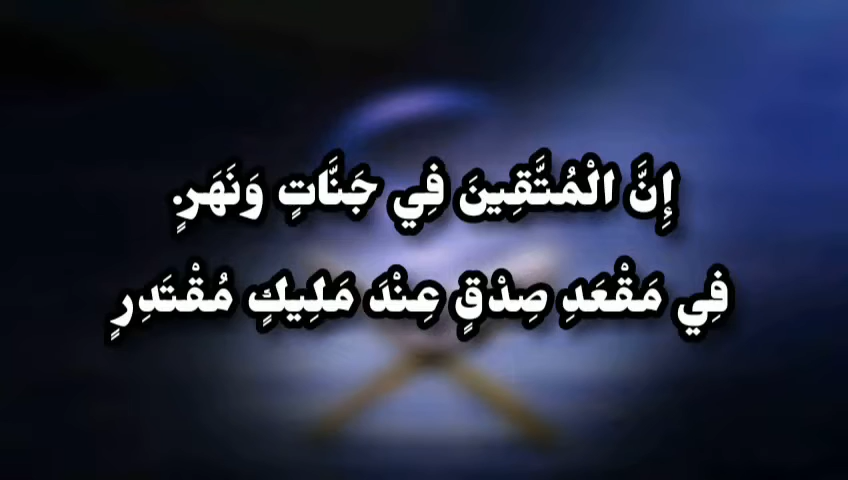 إِنَّ الْمُتَّقِينَ فِي جَنَّاتٍ وَنَهَرٍ.
فِي مَقْعَدِ صِدْقٍ عِنْدَ مَلِيكٍ مُقْتَدِرٍ